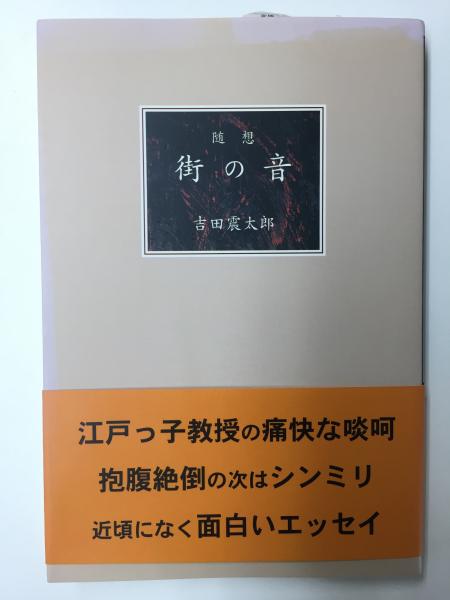 随想
街の音
吉田震太郎
江戸っ子教授の痛快な啖呵
抱腹絶倒の次はシンミリ
近頃になく面白いエッセイ